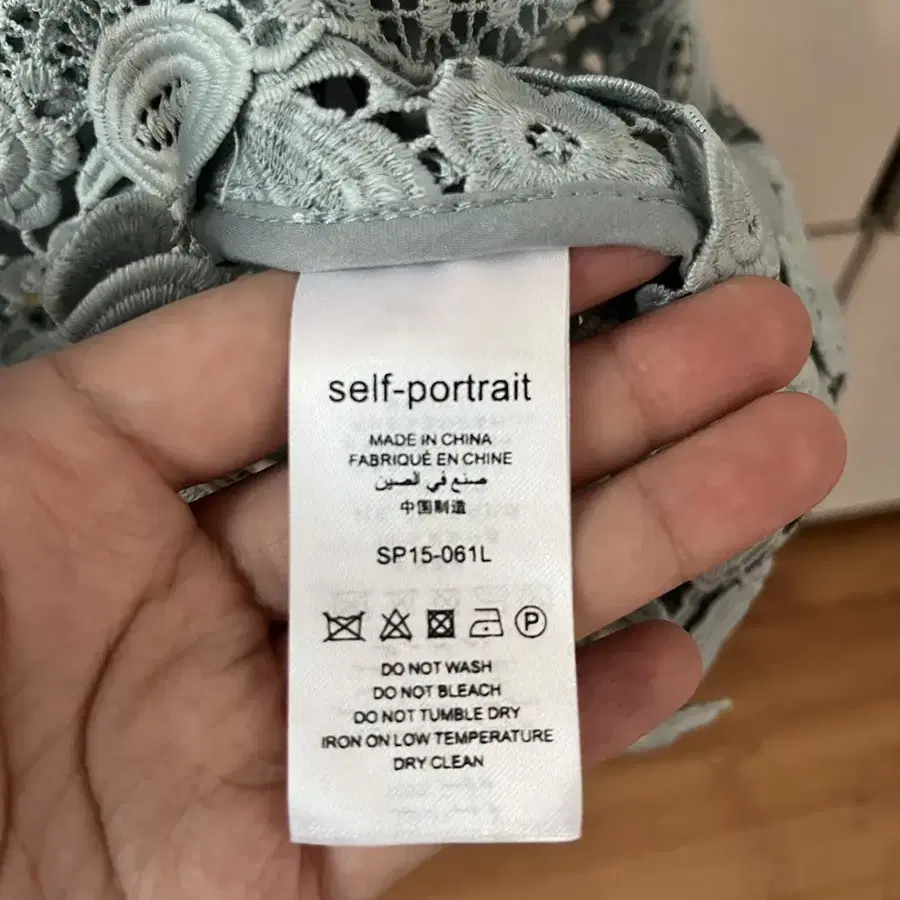 self-portrait
MADE IN CHINA
FABRIQUÉ EN CHINE
صنع في الصين
中国制造
SP15-061L
P
DO NOT WASH
DO NOT BLEACH
DO NOT TUMBLE DRY
IRON ON LOW TEMPERATURE
DRY CLEAN